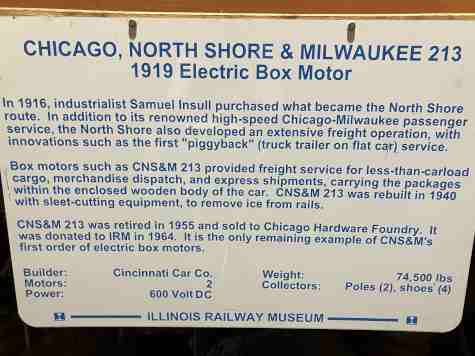 CHICAGO, NORTH SHORE & MILWAUKEE 213
1919 Electric Box Motor
In 1916, industrialist Samuel Insull purchased what became the North Shore
route. In addition to its renowned high-speed Chicago-Milwaukee passenger
service, the North Shore also developed an extensive freight operation, with
innovations such as the first "piggyback" (truck trailer on flat car) service.
Box motors such as CNS&M 213 provided freight service for less-than-carload
cargo, merchandise dispatch, and express shipments, carrying the packages
within the enclosed wooden body of the car. CNS&M 213 was rebuilt in 1940
with sleet-cutting equipment, to remove ice from rails.
CNS&M 213 was retired in 1955 and sold to Chicago Hardware Foundry. It
was donated to IRM in 1964. It is the only remaining example of CNS&M's
first order of electric box motors.
Builder: Cincinnati Car Co. Weight: 74,500 lbs
Motors: 2 Collectors: Poles (2), shoes (4)
Power: 600 Volt DC
ILLINOIS RAILWAY MUSEUM